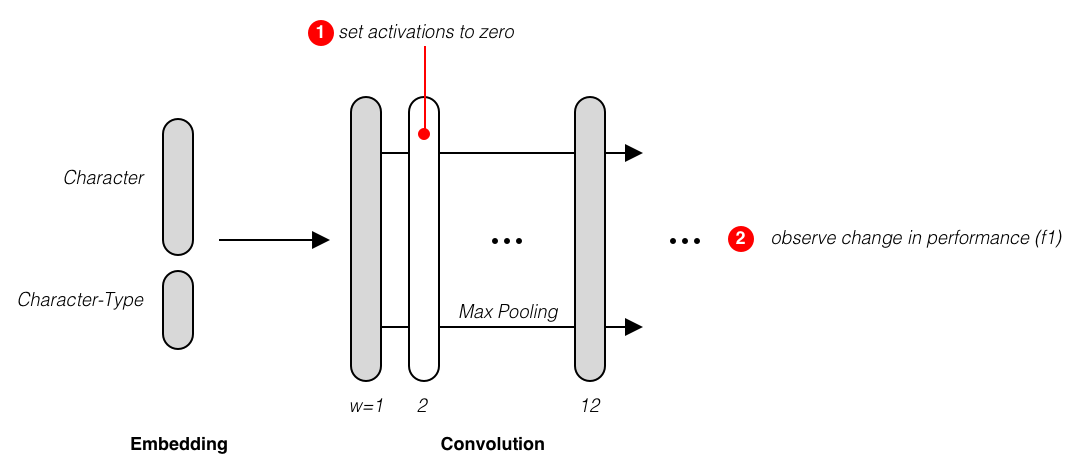 1 set activations to zero
Character
Character-Type
Max Pooling
2 observe change in performance (f1)
w=1 2 12
Embedding Convolution